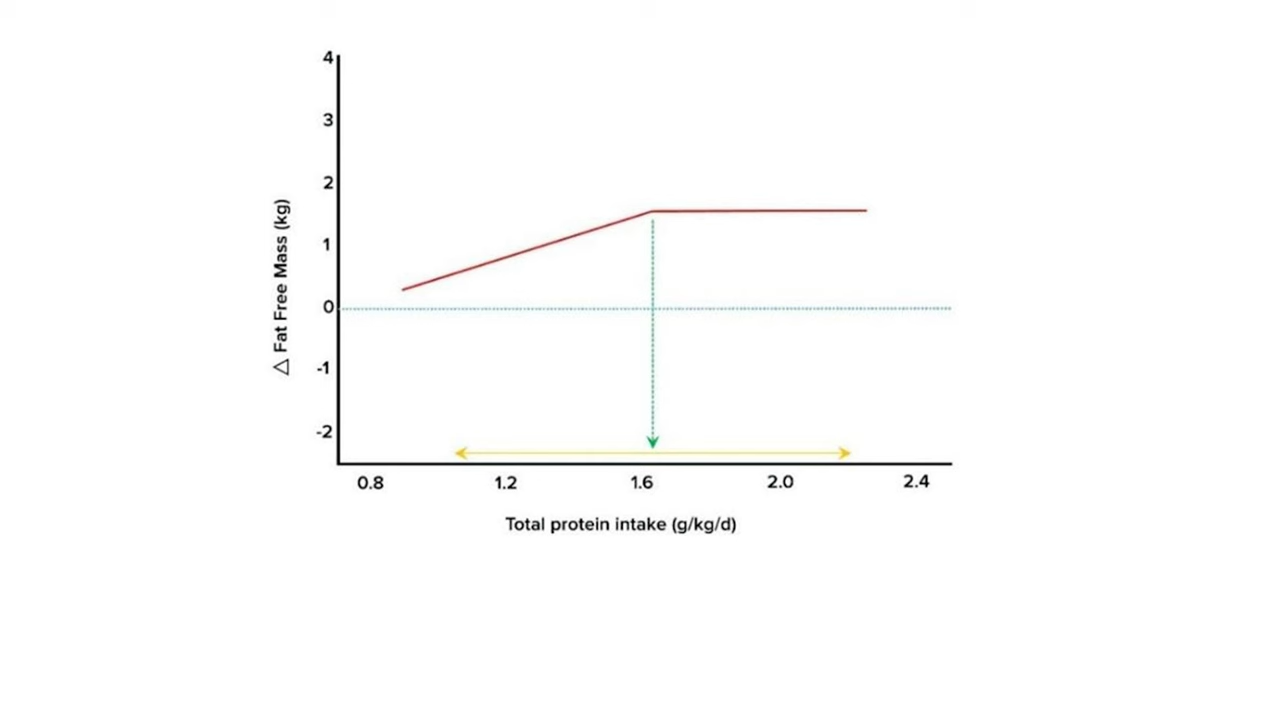 4
3
2
1
0
-1
-2
△ Fat Free Mass (kg)
0.8 1.2 1.6 2.0 2.4
Total protein intake (g/kg/d)